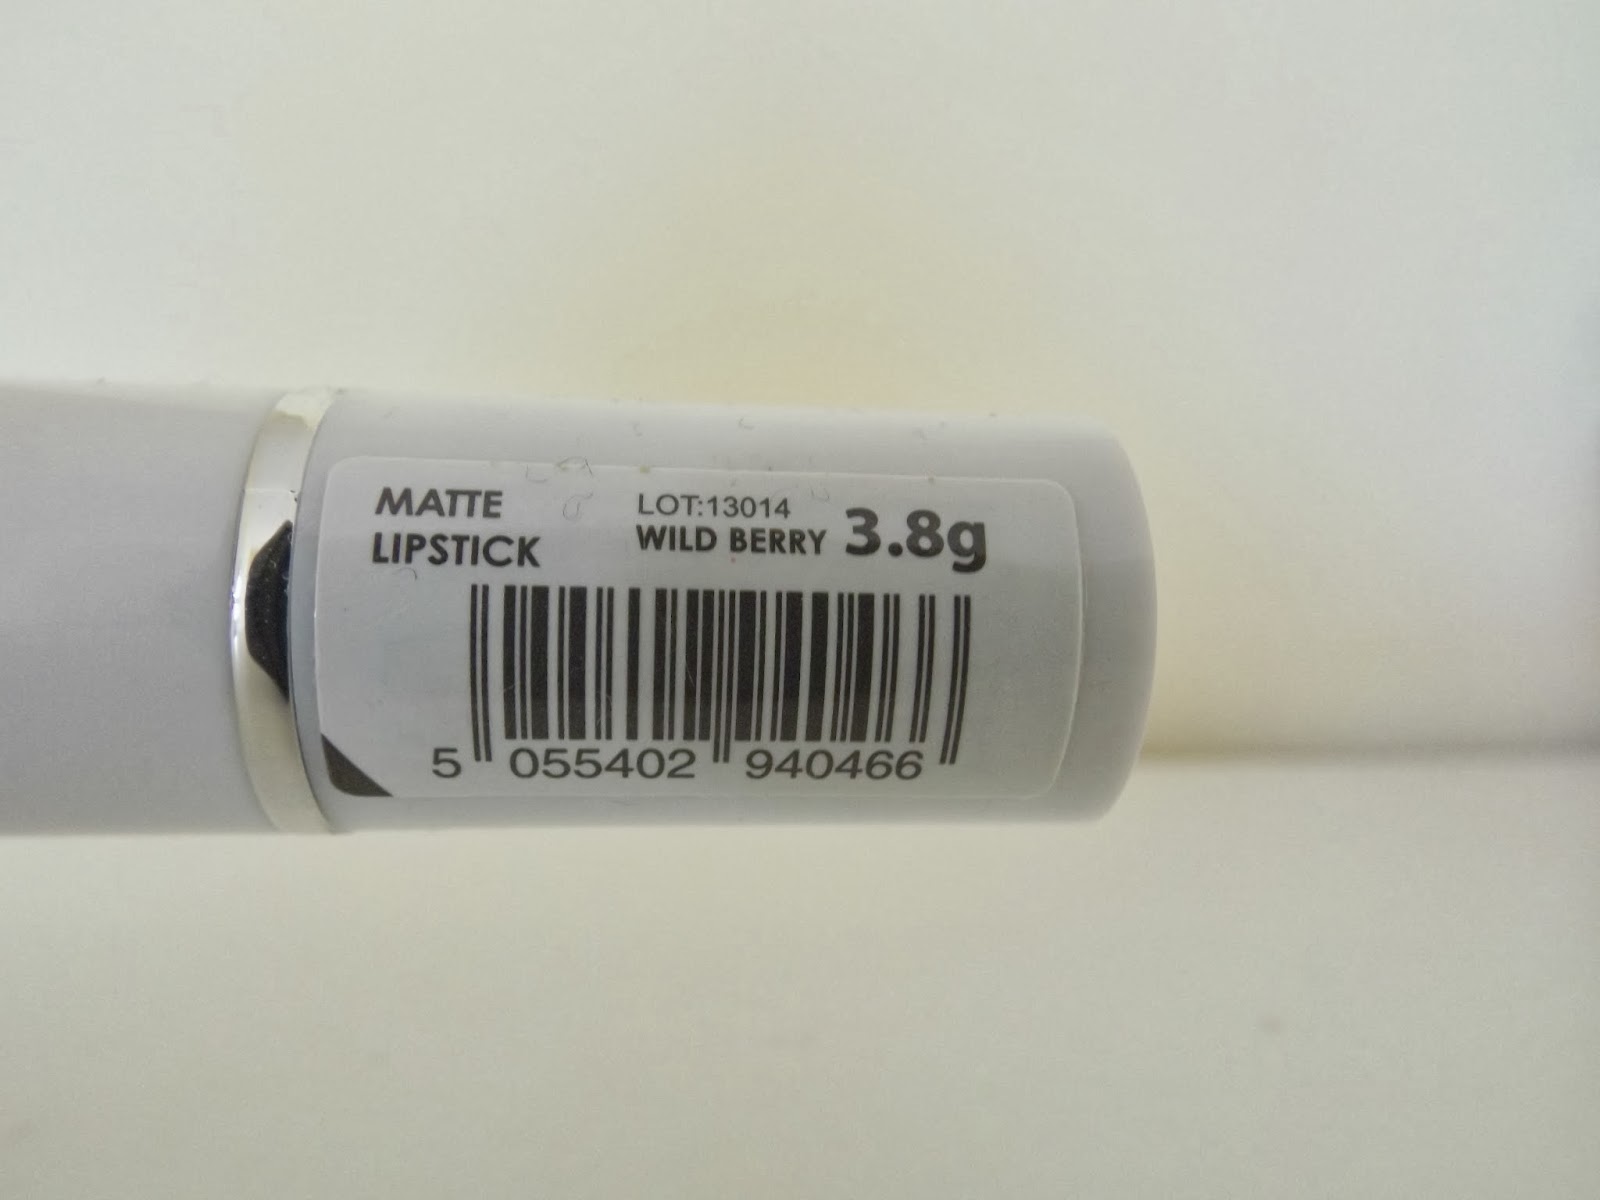 MATTE
LIPSTICK
LOT:13014
WILD BERRY 3.8g
5 055402 940466